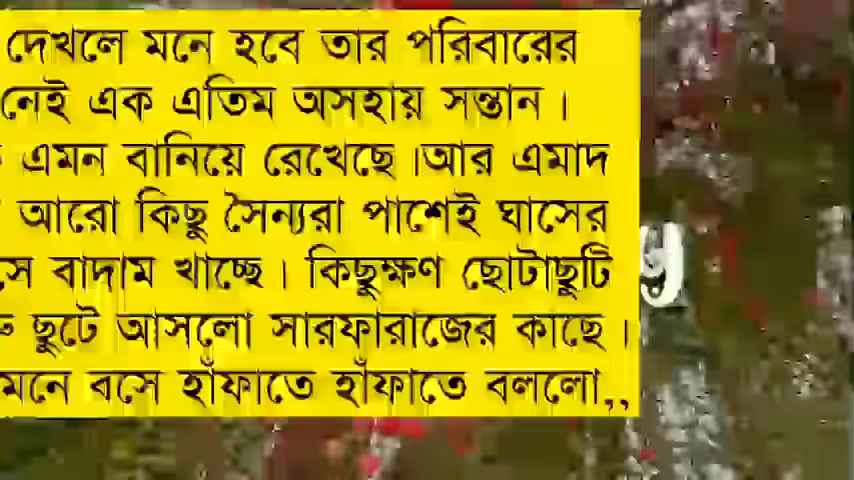 দেখলে মনে হবে তার পরিবারের
নেই এক এতিম অসহায় সন্তান।
এমন বানিয়ে রেখেছে।আর এমাদ
আরো কিছু সৈন্যরা পাশেই ঘাসের
বাদাম খাচ্ছে। কিছুক্ষণ ছোটাছুটি
ছুটে আসলো সারফারাজের কাছে।
মনে বসে হাঁফাতে হাঁফাতে বললো,,